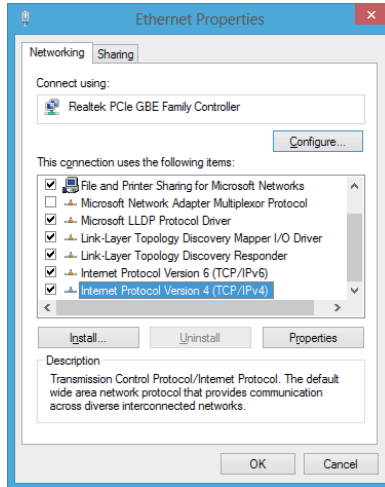 Ethernet Properties
Networking
Sharing
Connect using:
Realtek PCIe GBE Family Controller
Configure...
This connection uses the following items:
File and Printer Sharing for Microsoft Networks
Microsoft Network Adapter Multiplexor Protocol
Microsoft LLDP Protocol Driver
Link-Layer Topology Discovery Mapper I/O Driver
Link-Layer Topology Discovery Responder
Internet Protocol Version 6 (TCP/IPv6)
Internet Protocol Version 4 (TCP/IPv4)
Install...
Uninstall
Properties
Description
Transmission Control Protocol/Internet Protocol. The default
wide area network protocol that provides communication
across diverse interconnected networks.
OK
Cancel